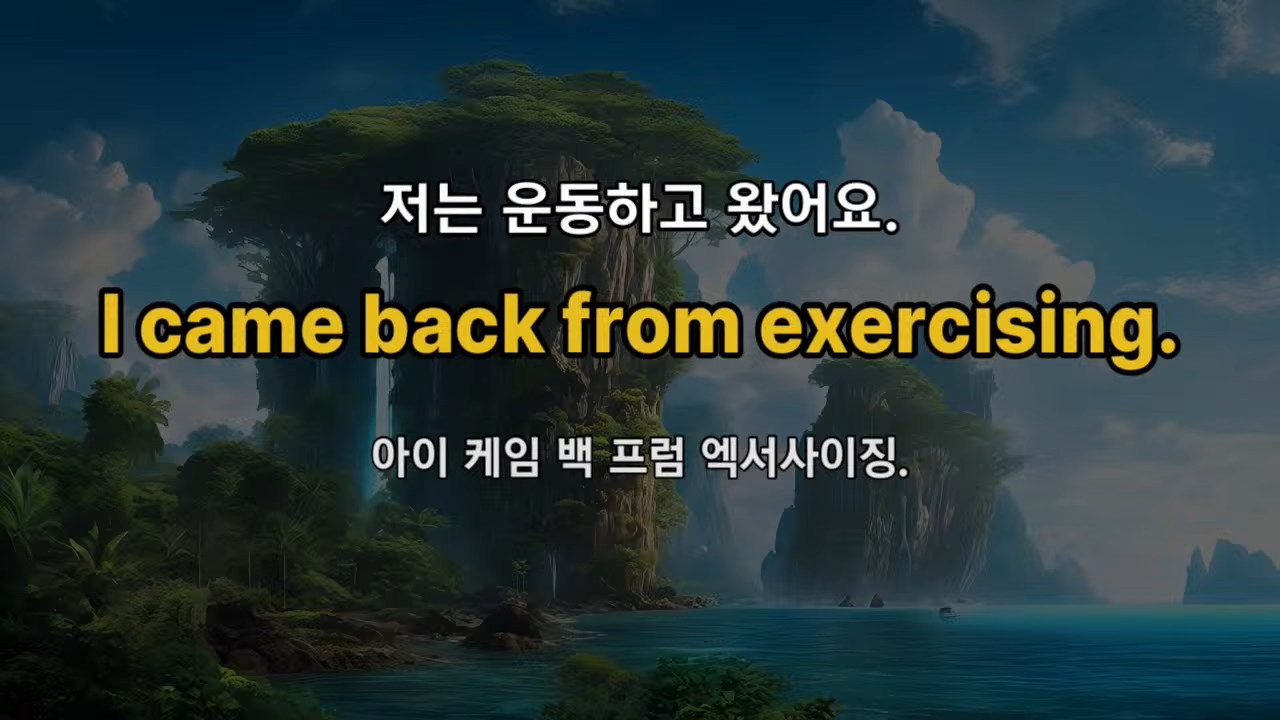 저는 운동하고 왔어요.
I came back from exercising.
아이 케임 백 프럼 엑서사이징.